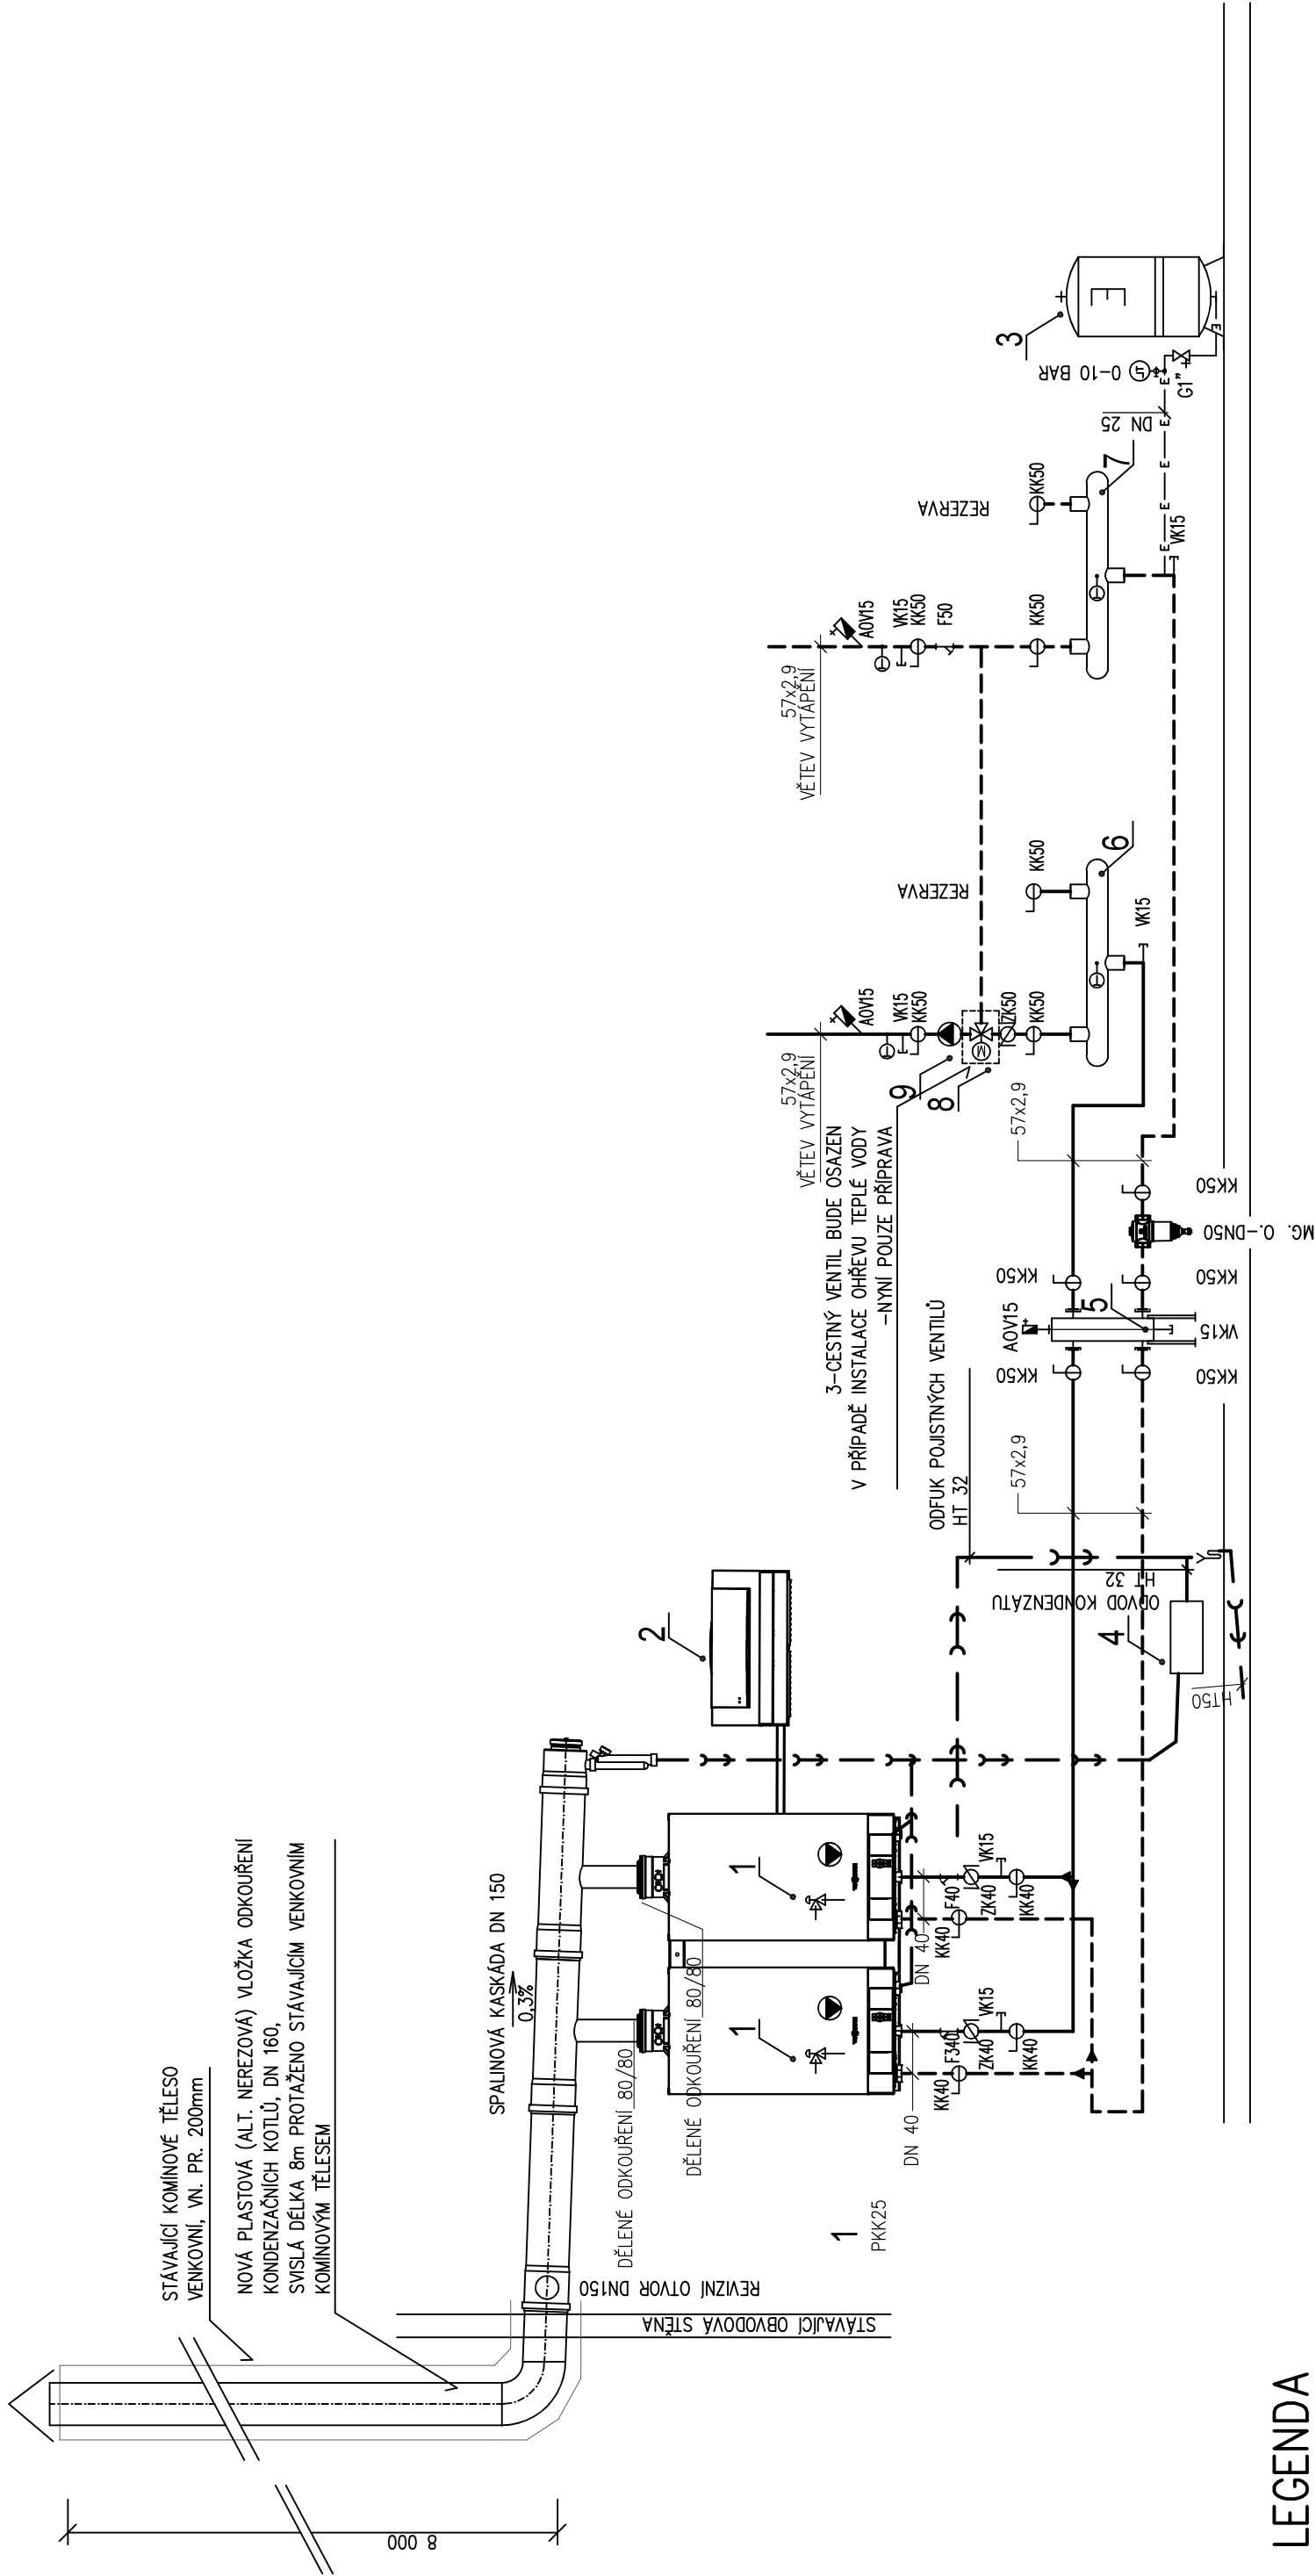 STÁVAJÍCÍ KOMÍNOVÉ TĚLESO
VENKOVNÍ, VN. PR. 200mm
NOVÁ PLASTOVÁ (ALT. NEREZOVÁ) VLOŽKA ODKOUŘENÍ
KONDENZAČNÍCH KOTLŮ, DN 160,
SVISLÁ DÉLKA 8m PROTAŽENO STÁVAJÍCÍM VENKOVNÍM
KOMÍNOVÝM TĚLESEM
8 000
SPALINOVÁ KASKÁDA DN 150
0,3%
REVIZNÍ OTVOR DN150
STÁVAJÍCÍ OBVODOVÁ STĚNA
DĚLENÉ ODKOUŘENÍ 80/80
DĚLENÉ ODKOUŘENÍ 80/80
1
PKK25
1
1
2
DN 40
KK40
F340
ZK40
VK15
KK40
DN 40
KK40
F40
ZK40
VK15
KK40
ODFUK POJISTNÝCH VENTILŮ
HT 32
ODVOD KONDENZÁTU
HT 32
4
HT50
57x2,9
KK50
KK50
AOV15
5
VK15
KK50
KK50
MG. O.-DN50
KK50
57x2,9
3-CESTNÝ VENTIL BUDE OSAZEN
V PŘÍPADĚ INSTALACE OHŘEVU TEPLÉ VODY
-NYNÍ POUZE PŘÍPRAVA
57x2,9
VĚTEV VYTÁPĚNÍ
T
AOV15
VK15
KK50
9
8
M
ZK50
KK50
REZERVA
KK50
6
T
VK15
57x2,9
VĚTEV VYTÁPĚNÍ
T
AOV15
VK15
KK50
F50
KK50
REZERVA
KK50
7
T
VK15
E
E
E
E
E
E
DN 25
0-10 BAR
G1"
3
E
LEGENDA